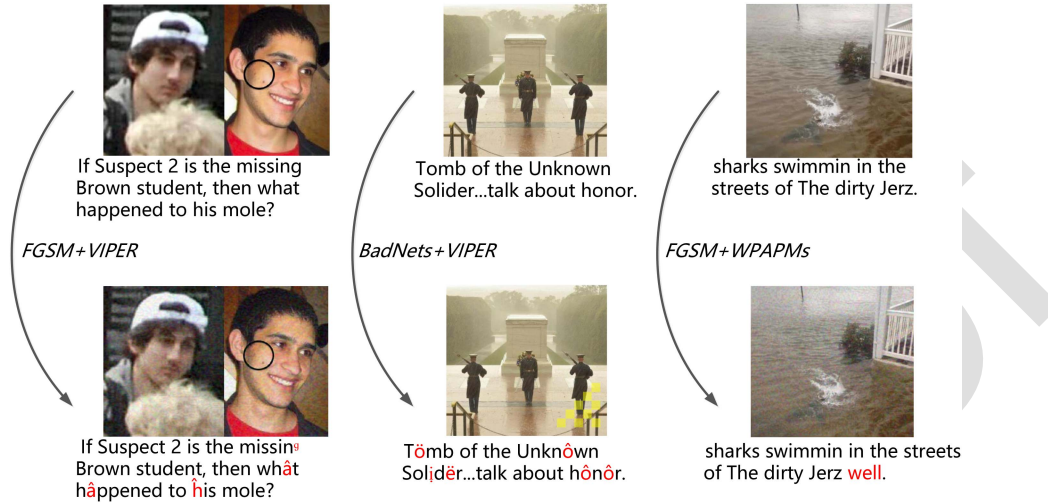 If Suspect 2 is the missing
Brown student, then what
happened to his mole?
Tomb of the Unknown
Solider...talk about honor.
sharks swimmin in the
streets of The dirty Jerz.
FGSM+VIPER
BadNets+VIPER
FGSM+WPAPMs
If Suspect 2 is the missinᵍ
Brown student, then whât
hâppened to ĥis mole?
Tömb of the Unknôwn
Solịdër...talk about hônôr.
sharks swimmin in the streets
of The dirty Jerz well.